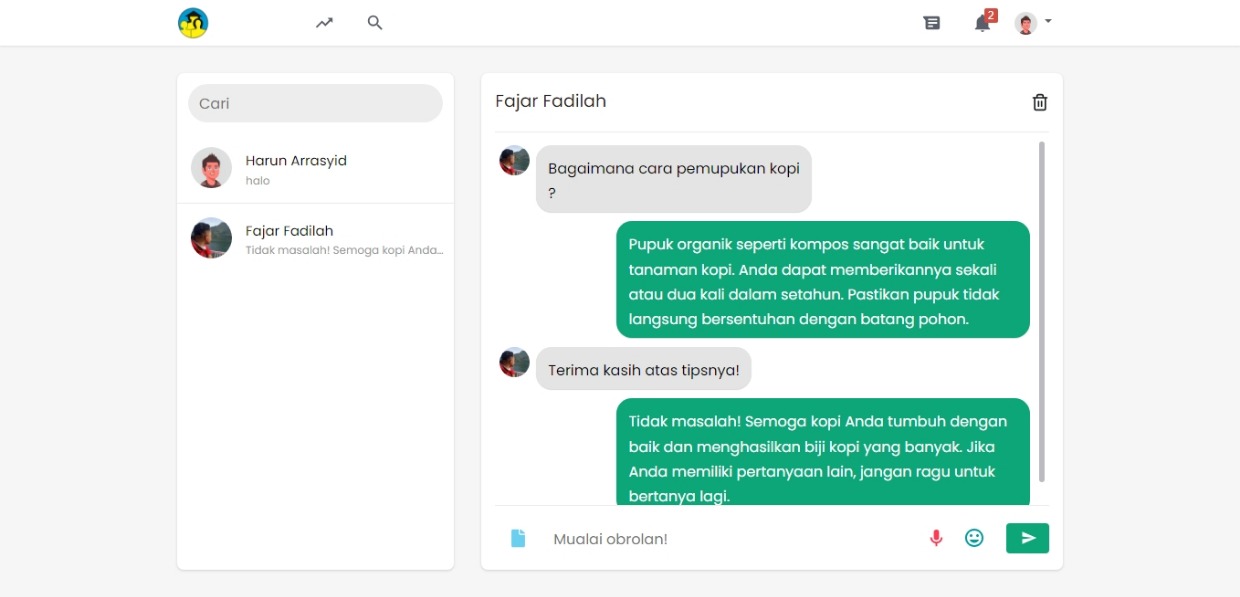 2
Cari
Harun Arrasyid
halo
Fajar Fadilah
Tidak masalah! Semoga kopi Anda...
Fajar Fadilah
Bagaimana cara pemupukan kopi
?
Pupuk organik seperti kompos sangat baik untuk
tanaman kopi. Anda dapat memberikannya sekali
atau dua kali dalam setahun. Pastikan pupuk tidak
langsung bersentuhan dengan batang pohon.
Terima kasih atas tipsnya!
Tidak masalah! Semoga kopi Anda tumbuh dengan
baik dan menghasilkan biji kopi yang banyak. Jika
Anda memiliki pertanyaan lain, jangan ragu untuk
bertanya lagi.
Mualai obrolan!